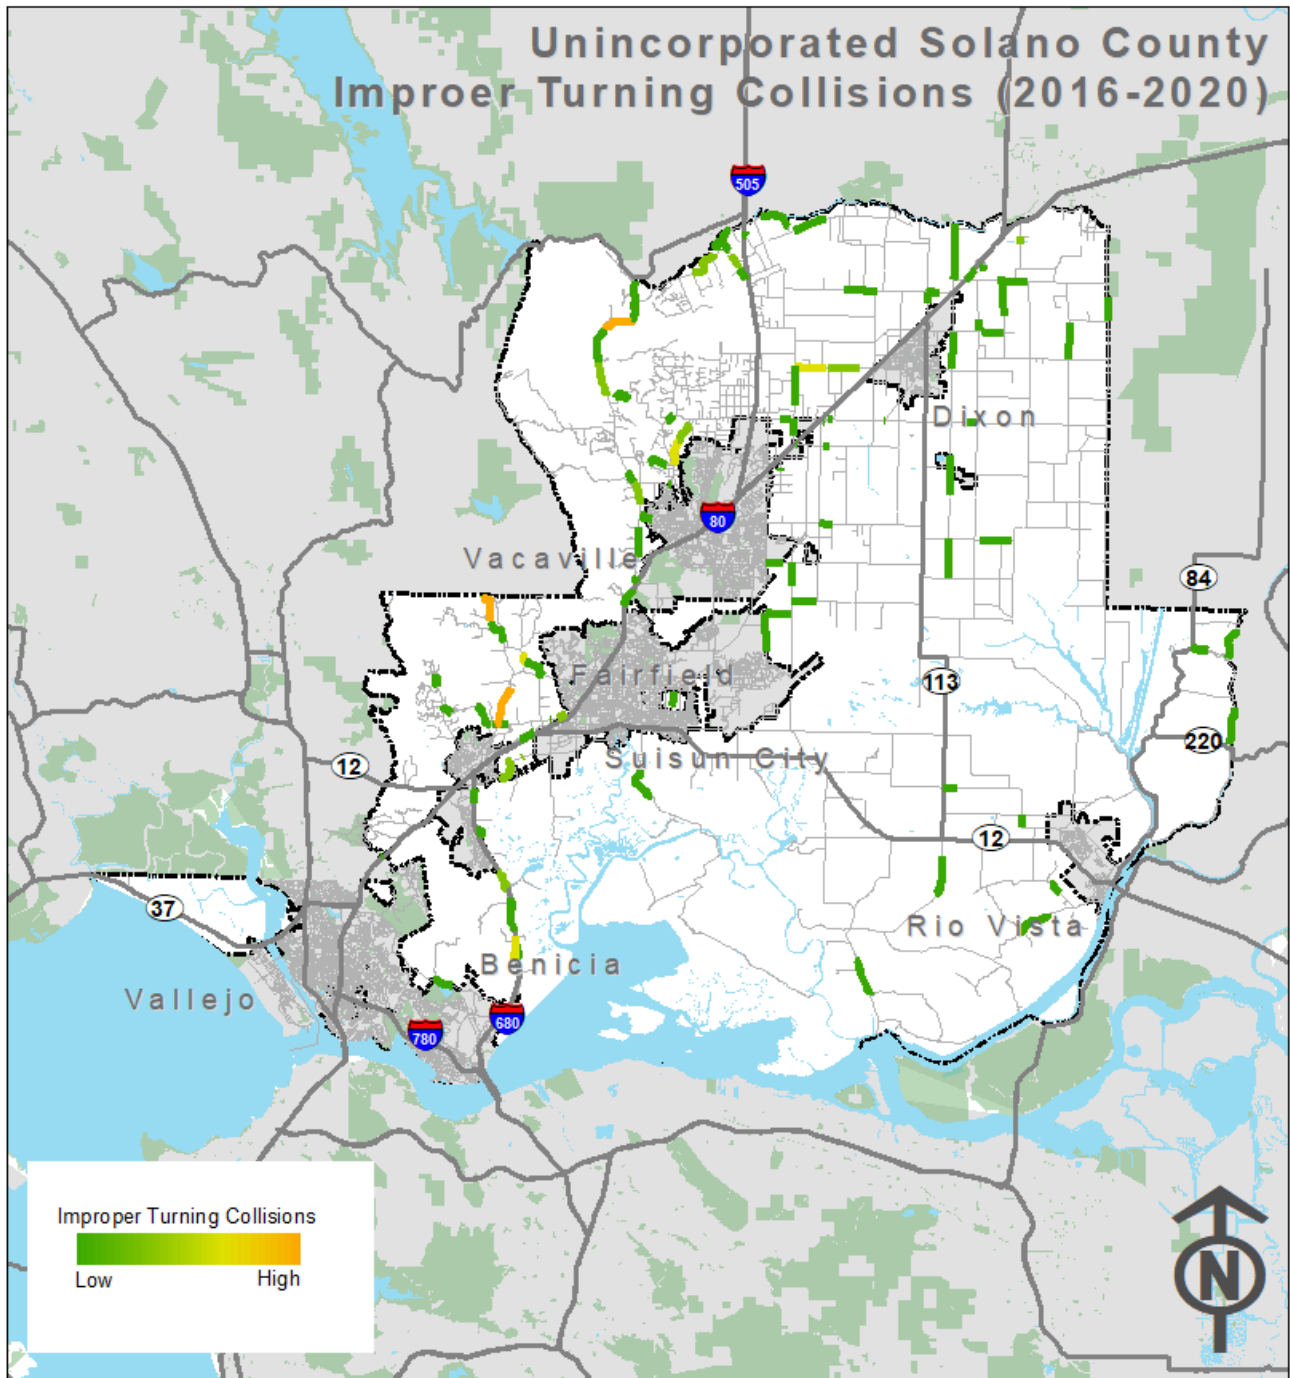 Unincorporated Solano County
Improer Turning Collisions (2016-2020)
505
Dixon
80
Vacaville
84
Fairfield
113
220
Suisun City
12
12
37
Rio Vista
Benicia
Vallejo
680
780
Improper Turning Collisions
Low High
N